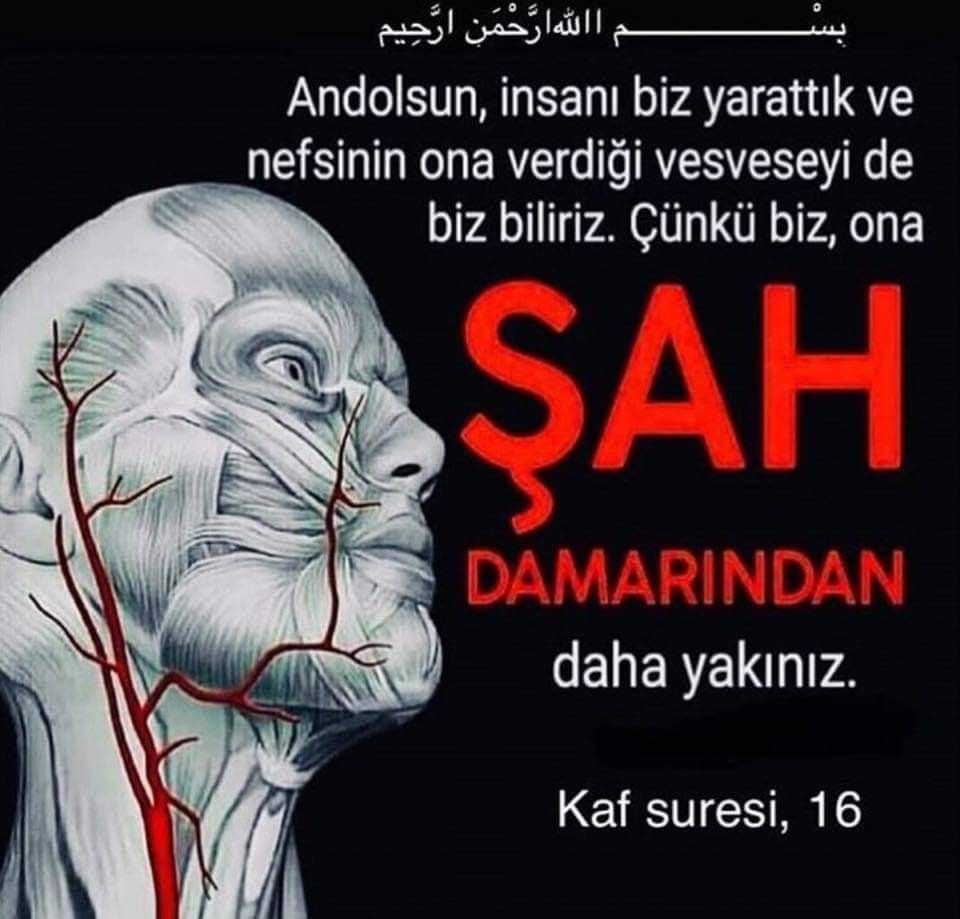 بسْم اللهارَّحْمَن ارَّحِيم
Andolsun, insanı biz yarattık ve
nefsinin ona verdiği vesveseyi de
biz biliriz. Çünkü biz, ona
ŞAH
DAMARINDAN
daha yakınız.
Kaf suresi, 16